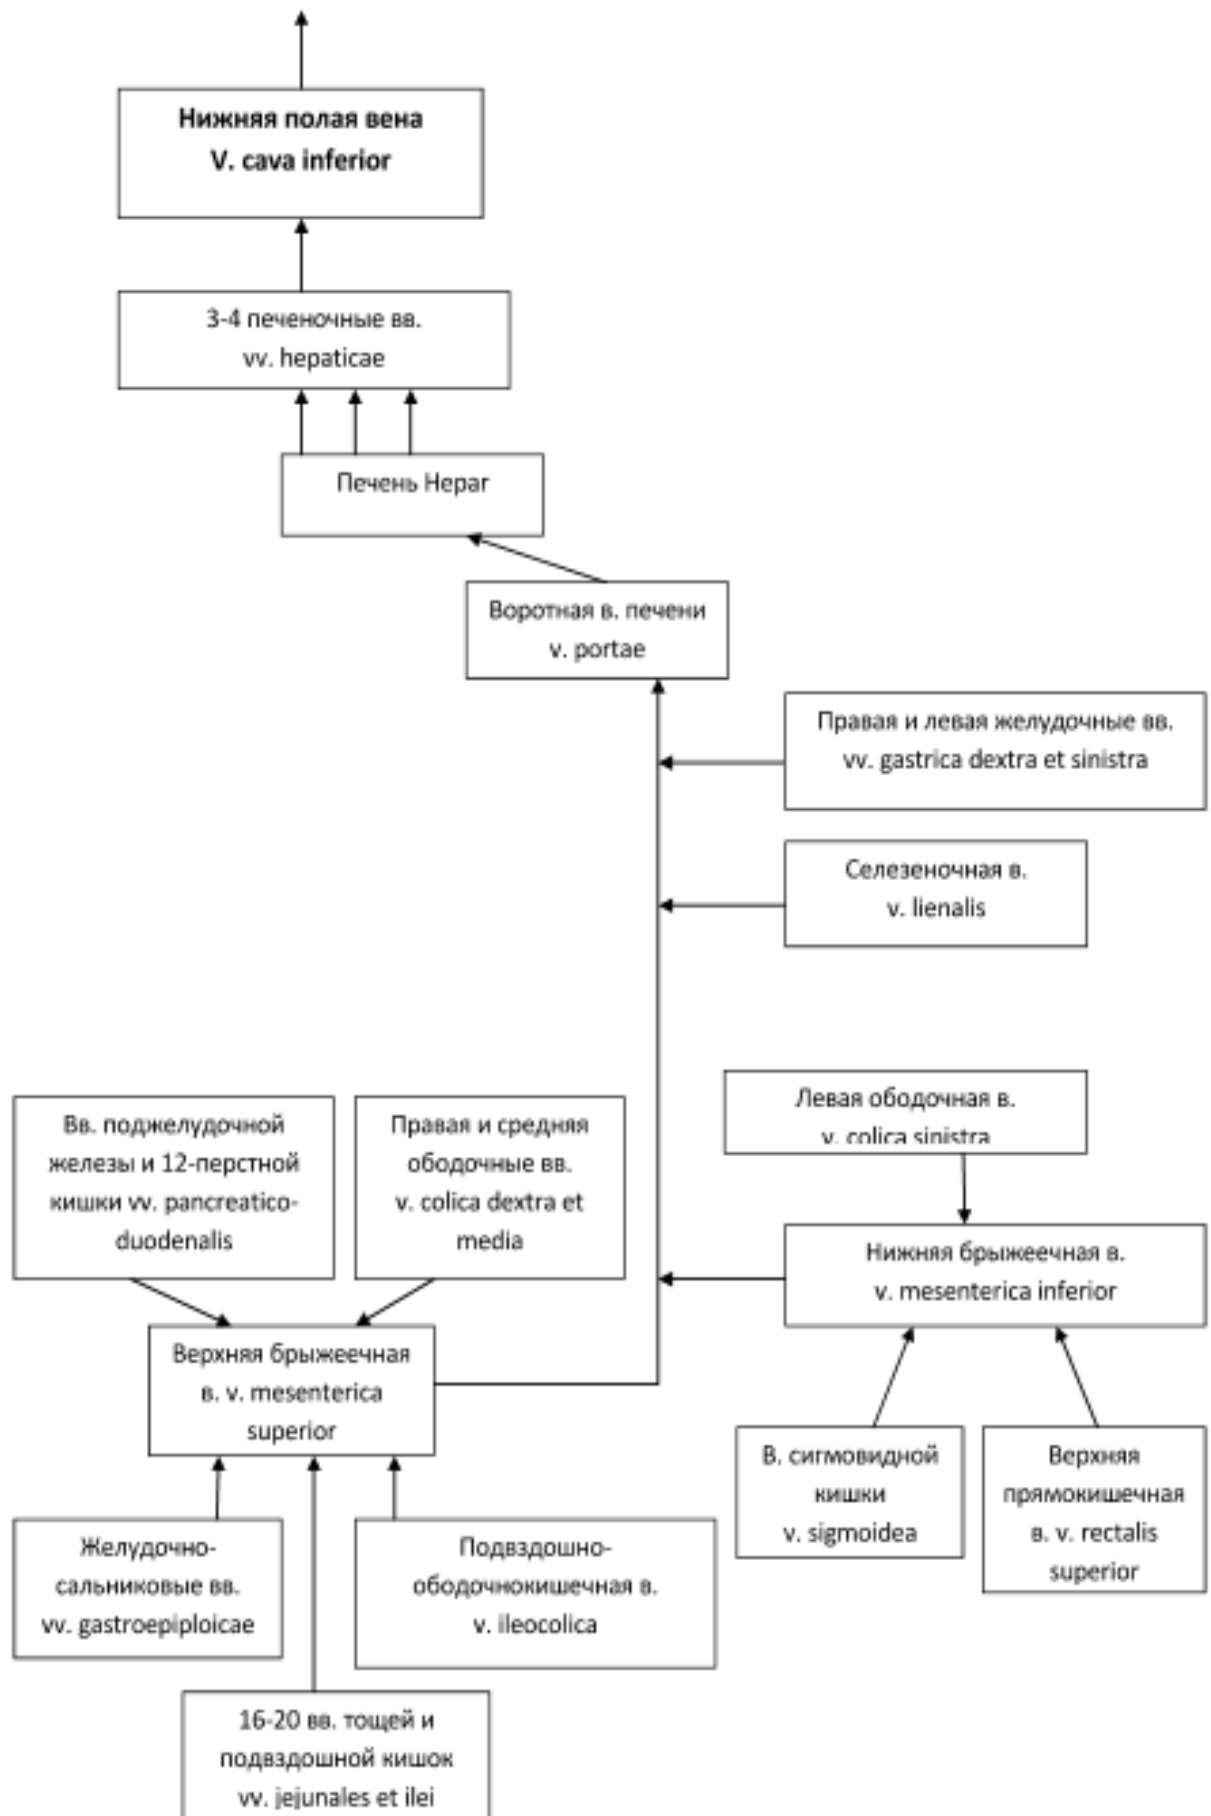 Нижняя полая вена
V. cava inferior
3-4 печеночные вв.
vv. hepaticae
Печень Hepar
Воротная в. печени
v. portae
Правая и левая желудочные вв.
vv. gastrica dextra et sinistra
Селезеночная в.
v. lienalis
Левая ободочная в.
v. colica sinistra
Вв. поджелудочной
железы и 12-перстной
кишки vv. pancreatico-
duodenalis
Правая и средняя
ободочные вв.
v. colica dextra et
media
Нижняя брыжеечная в.
v. mesenterica inferior
Верхняя брыжеечная
в. v. mesenterica
superior
В. сигмовидной
кишки
v. sigmoidea
Верхняя
прямокишечная
в. v. rectalis
superior
Желудочно-
сальниковые вв.
vv. gastroepiploicae
Подвздошно-
ободочнокишечная в.
v. ileocolica
16-20 вв. тощей и
подвздошной кишок
vv. jejunales et ilei